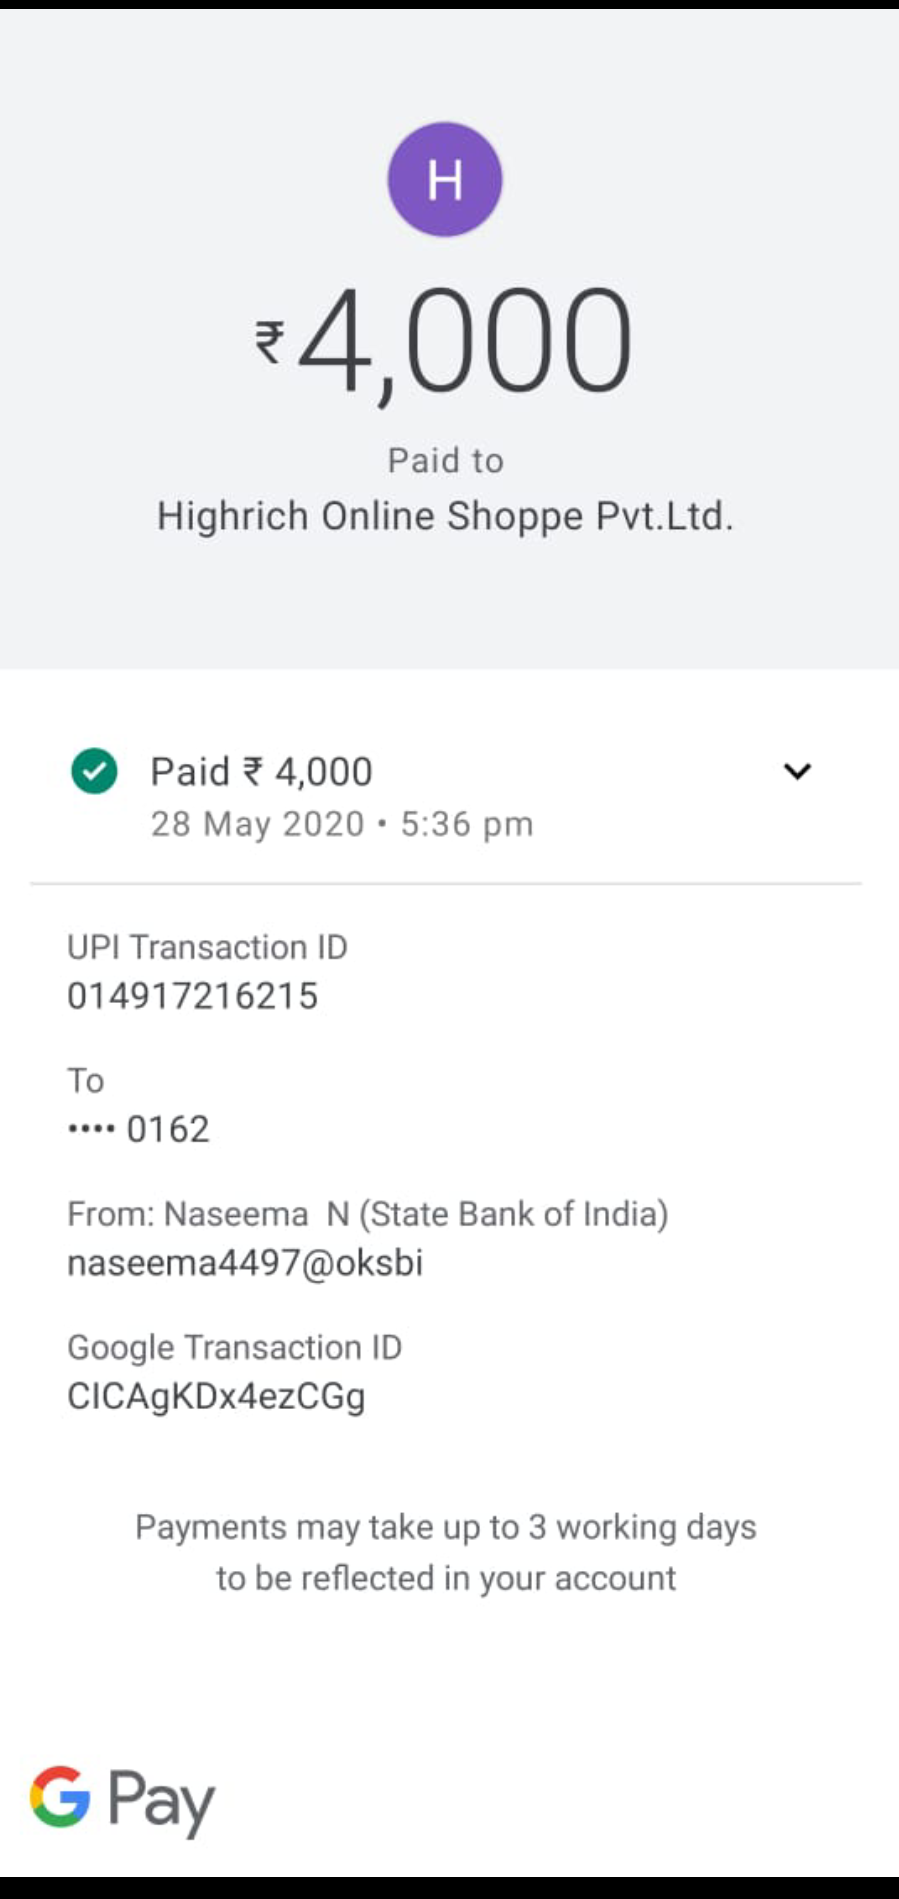 H
₹4,000
Paid to
Highrich Online Shoppe Pvt.Ltd.
Paid ₹ 4,000
28 May 2020 • 5:36 pm
UPI Transaction ID
014917216215
To
•••• 0162
From: Naseema  N (State Bank of India)
naseema4497@oksbi
Google Transaction ID
CICAgKDx4ezCGg
Payments may take up to 3 working days
to be reflected in your account
G Pay